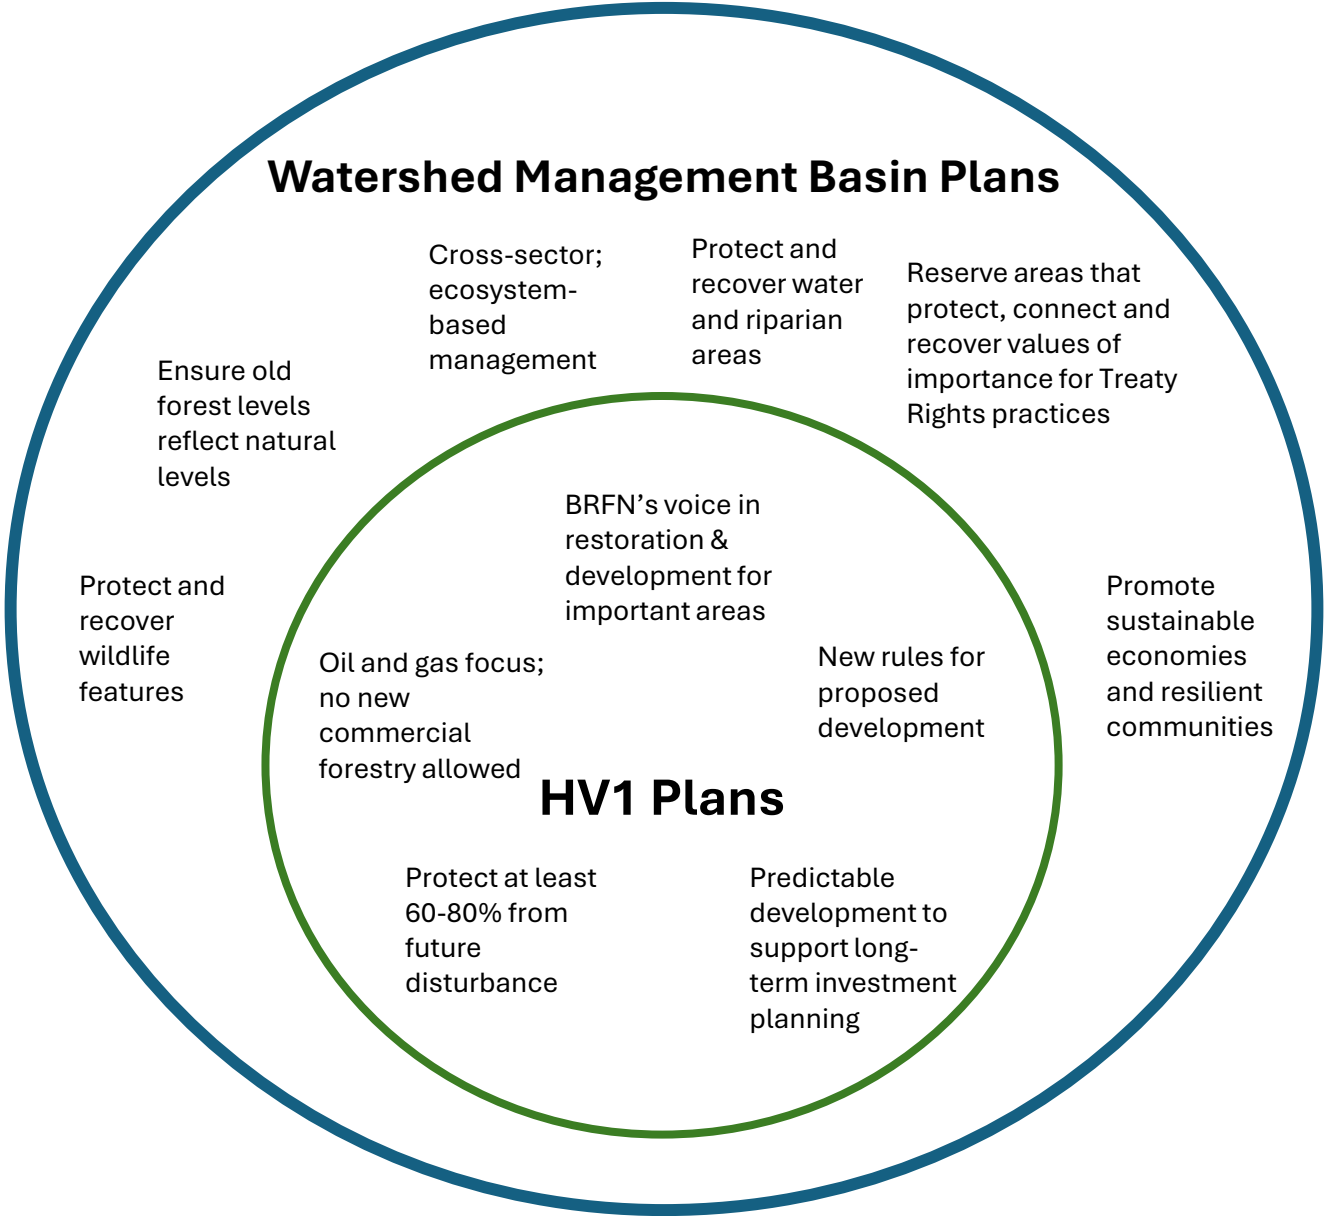 Watershed Management Basin Plans
Cross-sector;
ecosystem-
based
management
Protect and
recover water
and riparian
areas
Reserve areas that
protect, connect and
recover values of
importance for Treaty
Rights practices
Ensure old
forest levels
reflect natural
levels
Protect and
recover
wildlife
features
Promote
sustainable
economies
and resilient
communities
BRFN’s voice in
restoration &
development for
important areas
Oil and gas focus;
no new
commercial
forestry allowed
New rules for
proposed
development
HV1 Plans
Protect at least
60-80% from
future
disturbance
Predictable
development to
support long-
term investment
planning